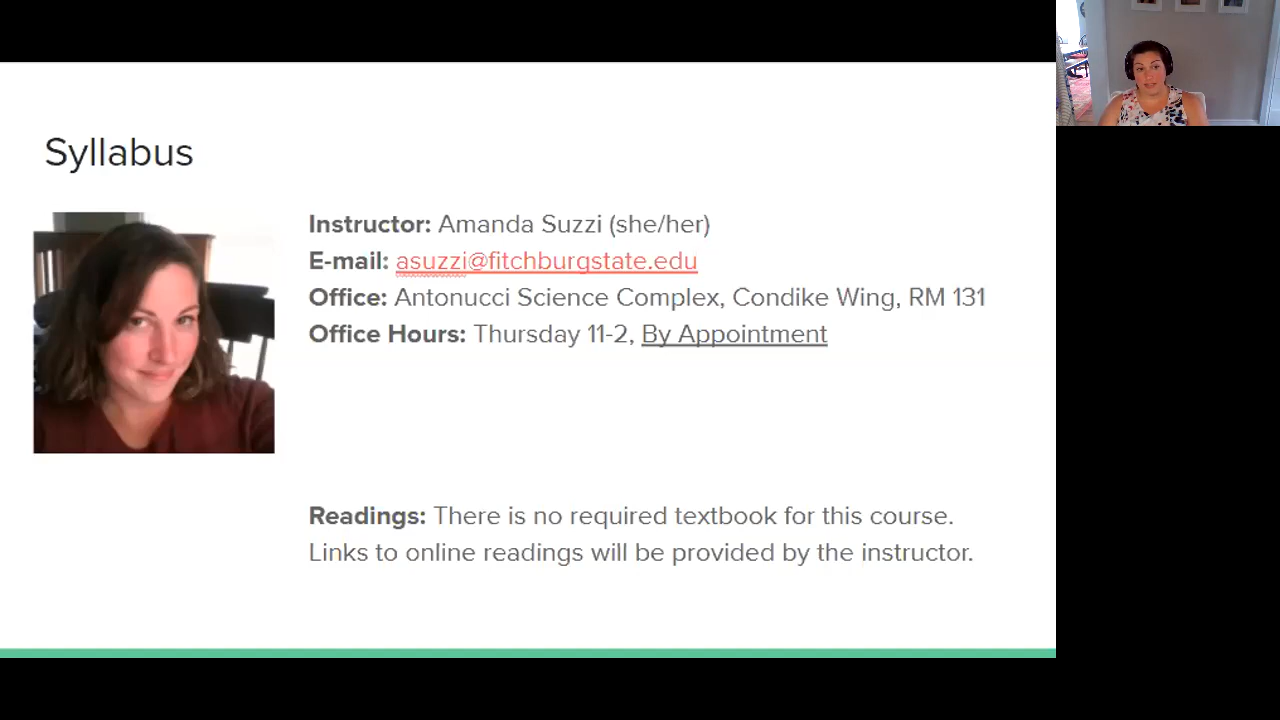 Syllabus
Instructor: Amanda Suzzi (she/her)
E-mail: asuzzi@fitchburgstate.edu
Office: Antonucci Science Complex, Condike Wing, RM 131
Office Hours: Thursday 11-2, By Appointment
Readings: There is no required textbook for this course.
Links to online readings will be provided by the instructor.